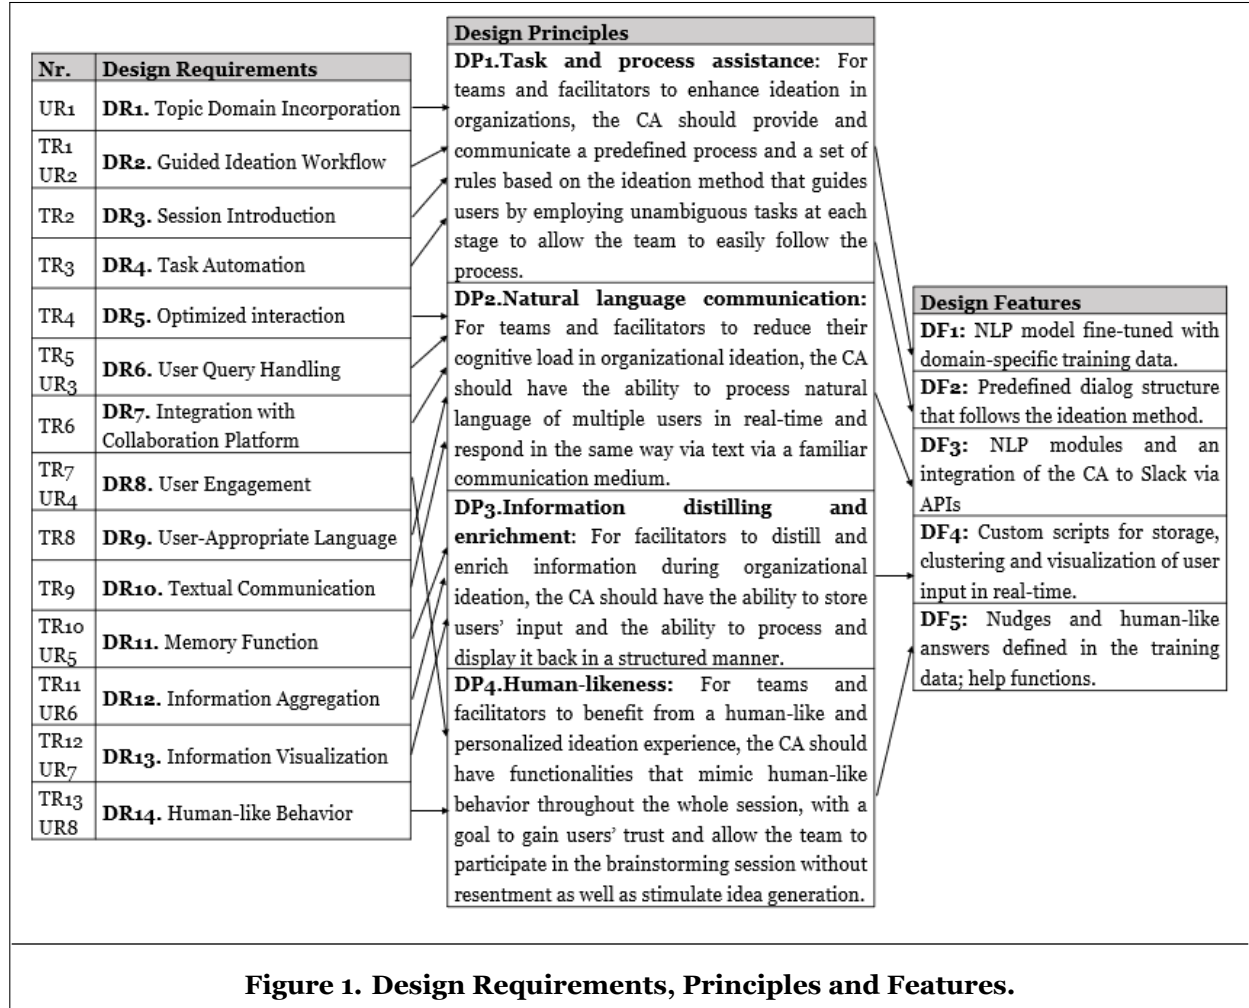 Nr. Design Requirements
UR1 DR1. Topic Domain Incorporation
TR1
UR2
DR2. Guided Ideation Workflow
TR2 DR3. Session Introduction
TR3 DR4. Task Automation
TR4 DR5. Optimized interaction
TR5
UR3
DR6. User Query Handling
TR6
DR7. Integration with
Collaboration Platform
TR7
UR4
DR8. User Engagement
TR8 DR9. User-Appropriate Language
TR9 DR10. Textual Communication
TR10
UR5
DR11. Memory Function
TR11
UR6
DR12. Information Aggregation
TR12
UR7
DR13. Information Visualization
TR13
UR8
DR14. Human-like Behavior
Design Principles
DP1.Task and process assistance: For
teams and facilitators to enhance ideation in
organizations, the CA should provide and
communicate a predefined process and a set of
rules based on the ideation method that guides
users by employing unambiguous tasks at each
stage to allow the team to easily follow the
process.
DP2.Natural language communication:
For teams and facilitators to reduce their
cognitive load in organizational ideation, the CA
should have the ability to process natural
language of multiple users in real-time and
respond in the same way via text via a familiar
communication medium.
DP3.Information distilling and
enrichment: For facilitators to distill and
enrich information during organizational
ideation, the CA should have the ability to store
users' input and the ability to process and
display it back in a structured manner.
DP4.Human-likeness: For teams and
facilitators to benefit from a human-like and
personalized ideation experience, the CA should
have functionalities that mimic human-like
behavior throughout the whole session, with a
goal to gain users' trust and allow the team to
participate in the brainstorming session without
resentment as well as stimulate idea generation.
Design Features
DF1: NLP model fine-tuned with
domain-specific training data.
DF2: Predefined dialog structure
that follows the ideation method.
DF3: NLP modules and an
integration of the CA to Slack via
APIs
DF4: Custom scripts for storage,
clustering and visualization of user
input in real-time.
DF5: Nudges and human-like
answers defined in the training
data; help functions.
Figure 1. Design Requirements, Principles and Features.